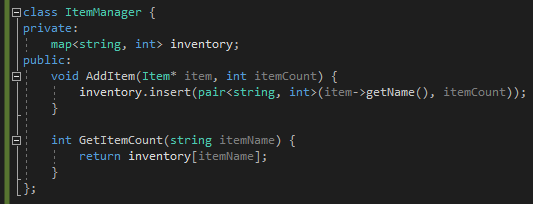 class ItemManager {
private:
    map<string, int> inventory;
public:
    void AddItem(Item* item, int itemCount) {
        inventory.insert(pair<string, int>(item->getName(), itemCount));
    }

    int GetItemCount(string itemName) {
        return inventory[itemName];
    }
};